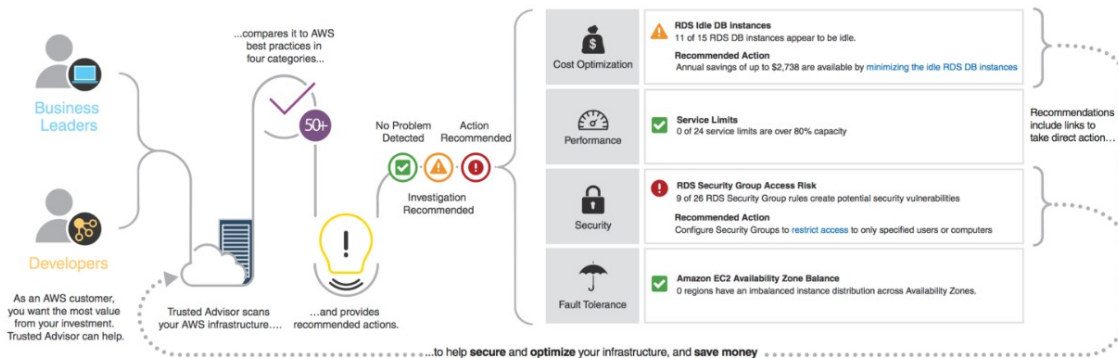 Business
Leaders
Developers
As an AWS customer,
you want the most value
from your investment.
Trusted Advisor can help.
Trusted Advisor scans
your AWS infrastructure....
...compares it to AWS
best practices in
four categories...
50+
...and provides
recommended actions.
No Problem
Detected
Action
Recommended
Investigation
Recommended
$
Cost Optimization
RDS Idle DB instances
11 of 15 RDS DB instances appear to be idle.
Recommended Action
Annual savings of up to $2,738 are available by minimizing the idle RDS DB instances
Performance
Service Limits
0 of 24 service limits are over 80% capacity
Security
RDS Security Group Access Risk
9 of 26 RDS Security Group rules create potential security vulnerabilities
Recommended Action
Configure Security Groups to restrict access to only specified users or computers
Fault Tolerance
Amazon EC2 Availability Zone Balance
0 regions have an imbalanced instance distribution across Availability Zones.
Recommendations
include links to
take direct action...
...to help secure and optimize your infrastructure, and save money